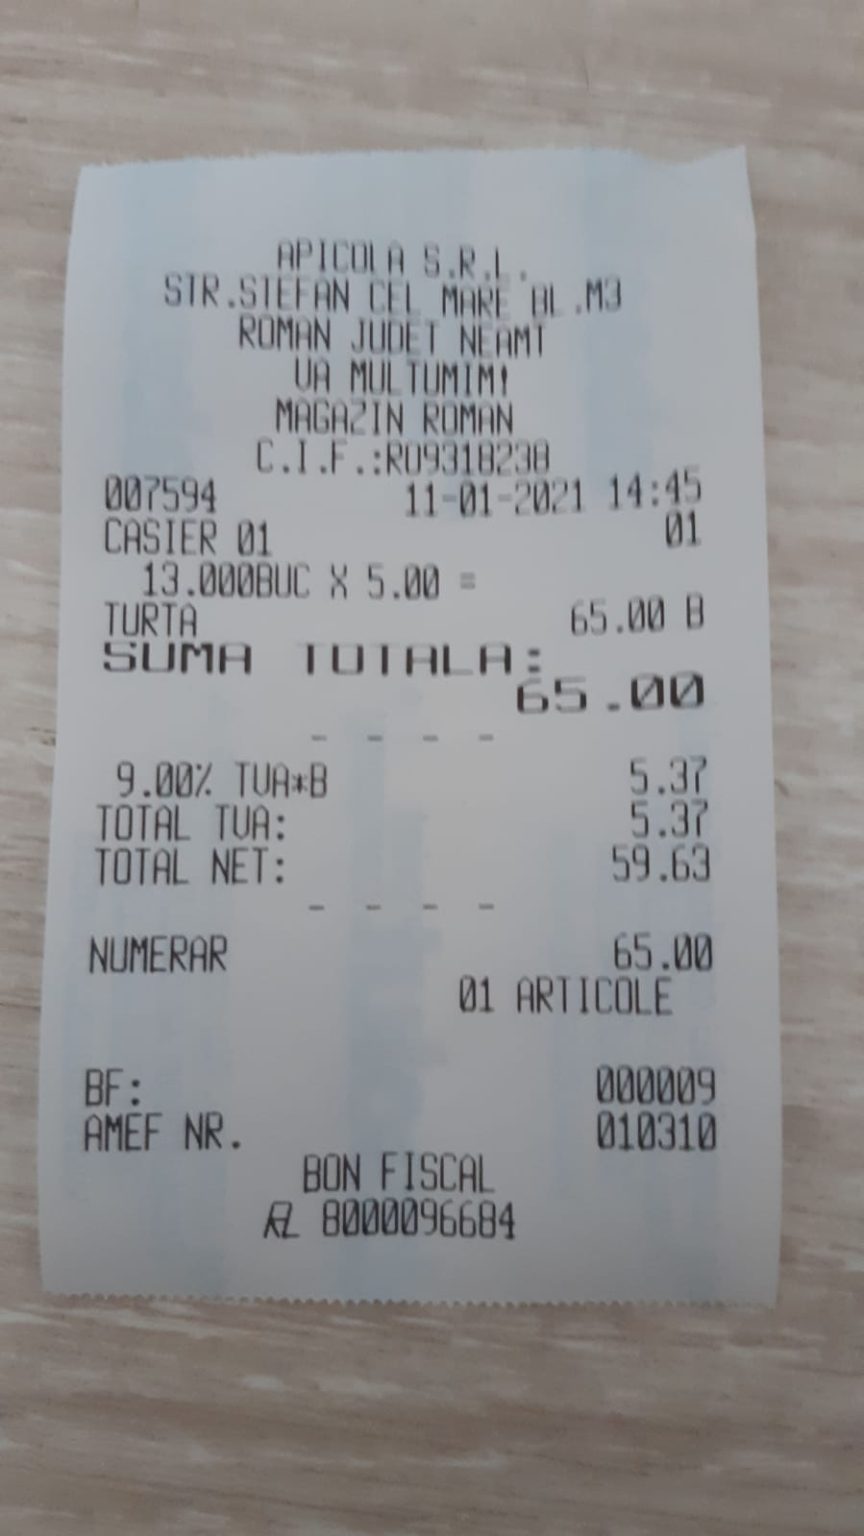 APICOLA S.R.L.
STR.STEFAN CEL MARE BL.M3
ROMAN JUDET NEAMT
VA MULTUMIM!
MAGAZIN ROMAN
C.I.F.:RO9318238
007594 11-01-2021 14:45
CASIER 01 01
13.000BUC X 5.00 =
TURTA 65.00 B
SUMA TOTALA:
65.00
- - - -
9.00% TVA*B 5.37
TOTAL TVA: 5.37
TOTAL NET: 59.63
- - - -
NUMERAR 65.00
01 ARTICOLE
BF: 000009
AMEF NR. 010310
BON FISCAL
8000096684